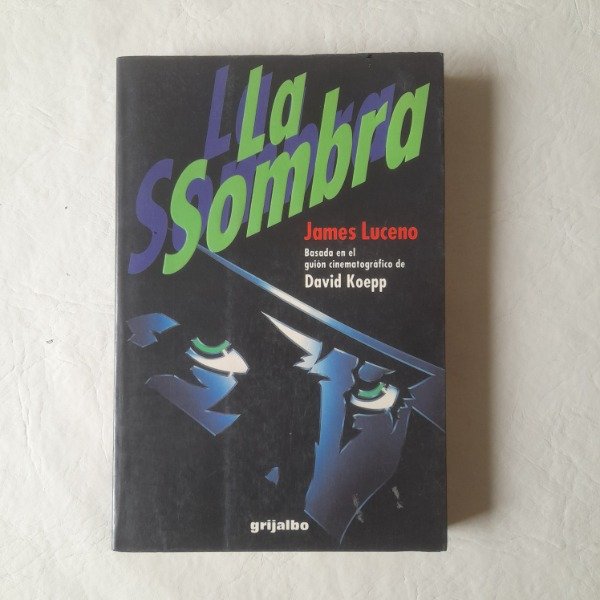 La
Sombra
James Luceno
Basada en el
guión cinematográfico de
David Koepp
grijalbo